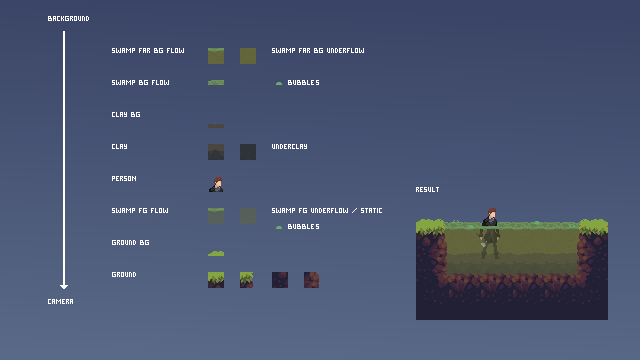 BACKGROUND
SWAMP FAR BG FLOW
SWAMP FAR BG UNDERFLOW
SWAMP BG FLOW
BUBBLES
CLAY BG
CLAY
UNDERCLAY
PERSON
RESULT
SWAMP FG FLOW
SWAMP FG UNDERFLOW / STATIC
BUBBLES
GROUND BG
GROUND
CAMERA